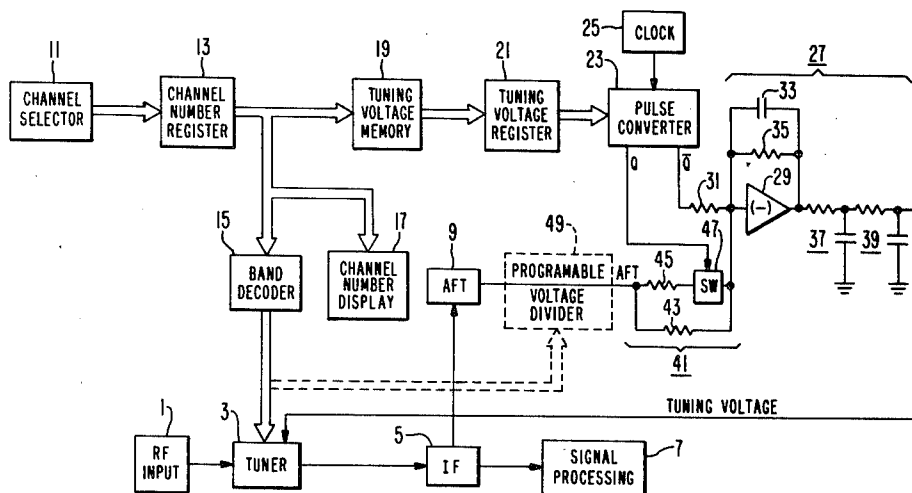 25
CLOCK
27
11
CHANNEL
SELECTOR
13
CHANNEL
NUMBER
REGISTER
19
TUNING
VOLTAGE
MEMORY
21
TUNING
VOLTAGE
REGISTER
23
PULSE
CONVERTER
Q
Q̅
33
35
31
29
(-)
47
37
39
15
BAND
DECODER
17
CHANNEL
NUMBER
DISPLAY
9
AFT
49
PROGRAMABLE
VOLTAGE
DIVIDER
AFT
45
SW
43
41
TUNING VOLTAGE
1
RF
INPUT
3
TUNER
5
IF
SIGNAL
PROCESSING
7